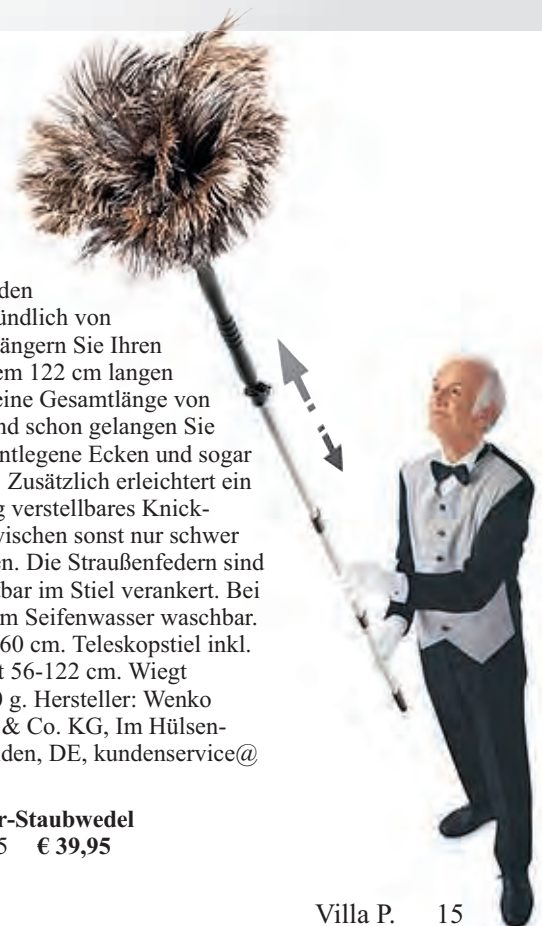 den
ündlich von
ängern Sie Ihren
em 122 cm langen
eine Gesamtlänge von
nd schon gelangen Sie
ntlegene Ecken und sogar
. Zusätzlich erleichtert ein
g verstellbares Knick-
wischen sonst nur schwer
en. Die Straußenfedern sind
bar im Stiel verankert. Bei
m Seifenwasser waschbar.
60 cm. Teleskopstiel inkl.
t 56-122 cm. Wiegt
0 g. Hersteller: Wenko
& Co. KG, Im Hülsen-
lden, DE, kundenservice@
r-Staubwedel
5 € 39,95
Villa P. 15